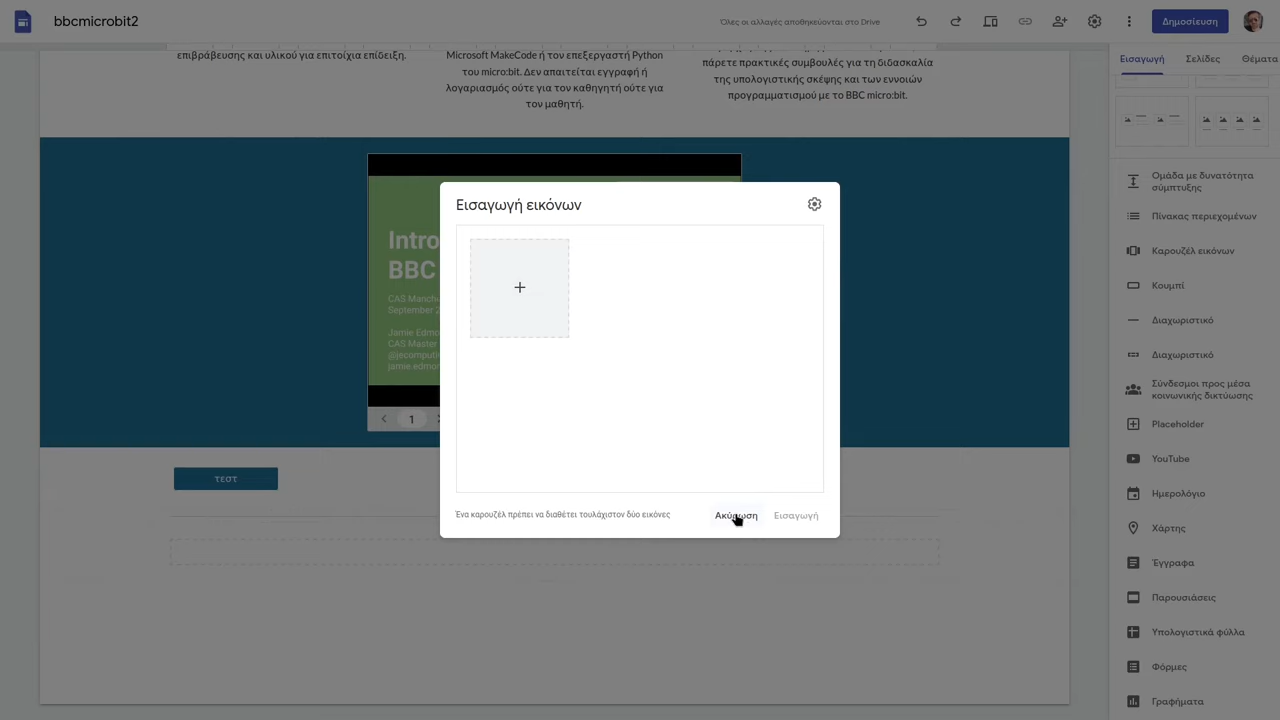 bbcmicrobit2
Όλες οι αλλαγές αποθηκεύονται στο Drive
Δημοσίευση
επιβράβευσης και υλικού για επιτοίχια επίδειξη.
Microsoft MakeCode ή τον επεξεργαστή Python
του micro:bit. Δεν απαιτείται εγγραφή ή
λογαριασμός ούτε για τον καθηγητή ούτε για
τον μαθητή.
πάρετε πρακτικές συμβουλές για τη διδασκαλία
της υπολογιστικής σκέψης και των εννοιών
προγραμματισμού με το BBC micro:bit.
Εισαγωγή
Σελίδες
Θέματα
Εισαγωγή εικόνων
+
Intro
BBC
CAS Manch
September
Jamie Edmo
CAS Master
@jecomputi
jamie.edmor
1
τεστ
Ένα καρουζέλ πρέπει να διαθέτει τουλάχιστον δύο εικόνες
Ακύρωση
Εισαγωγή
Ομάδα με δυνατότητα
σύμπτυξης
Πίνακας περιεχομένων
Καρουζέλ εικόνων
Κουμπί
Διαχωριστικό
Διαχωριστικό
Σύνδεσμοι προς μέσα
κοινωνικής δικτύωσης
Placeholder
YouTube
Ημερολόγιο
Χάρτης
Έγγραφα
Παρουσιάσεις
Υπολογιστικά φύλλα
Φόρμες
Γραφήματα